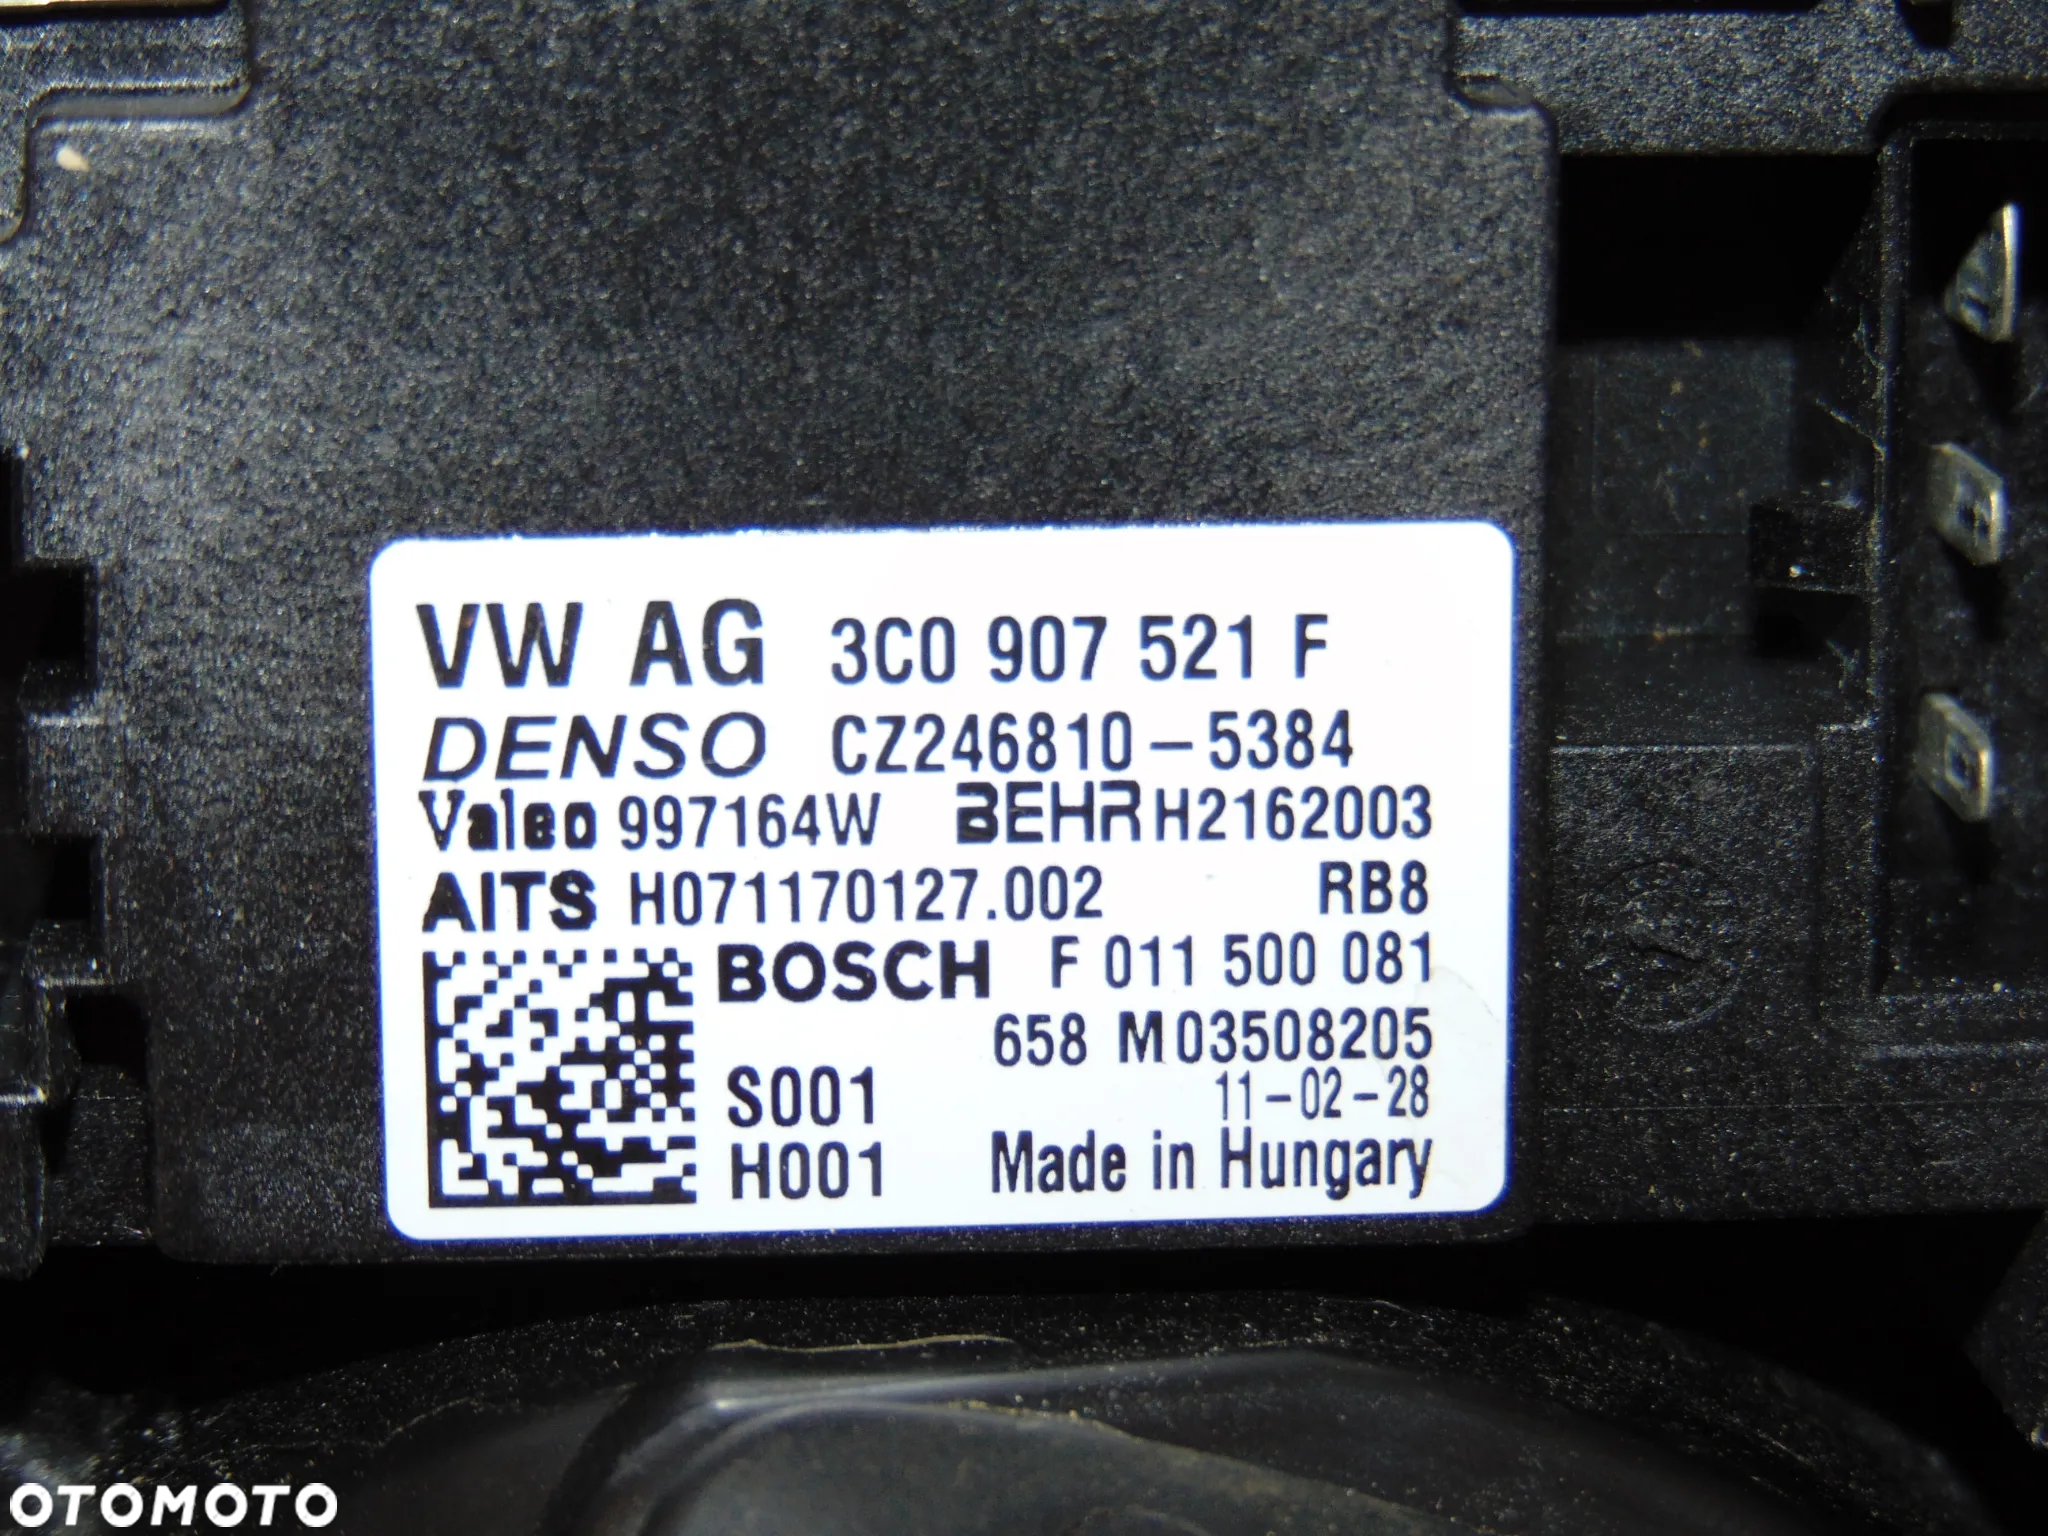 VW AG 3C0 907 521 F
DENSO CZ246810-5384
Valeo 997164W BEHR H2162003
AITS H071170127.002 RB8
BOSCH F 011 500 081
658 M03508205
S001 11-02-28
H001 Made in Hungary
OTOMOTO